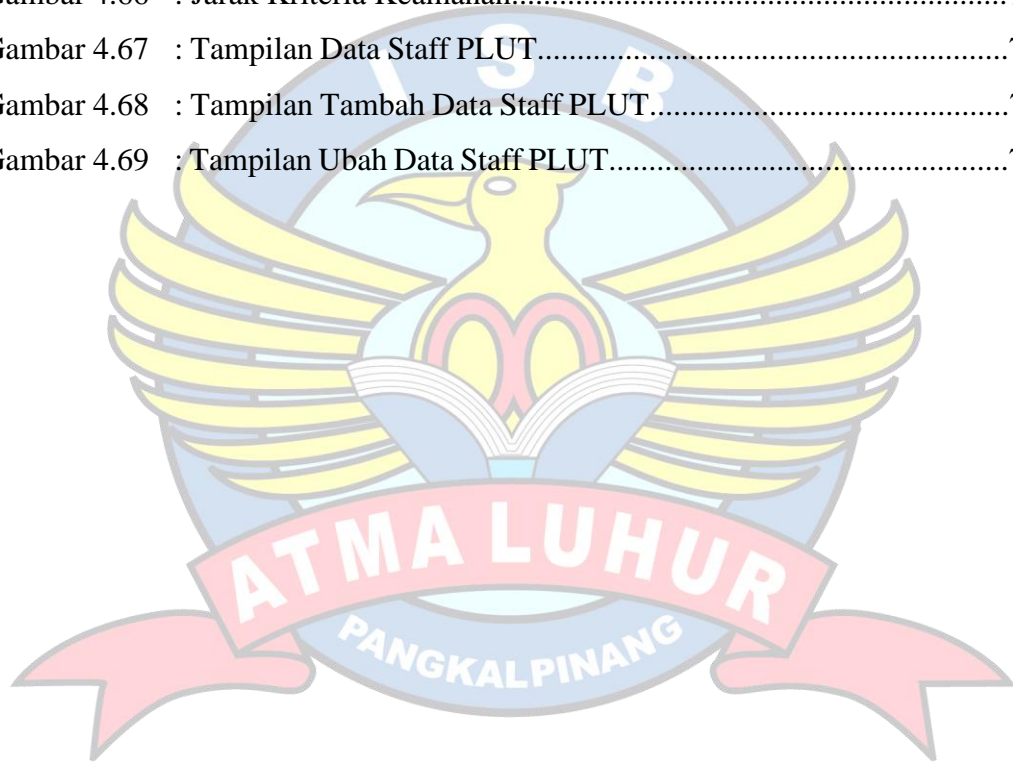 Gambar 4.67 : Tampilan Data Staff PLUT
Gambar 4.68 : Tampilan Tambah Data Staff PLUT
Gambar 4.69 : Tampilan Ubah Data Staff PLUT
I S B
ATMA LUHUR
PANGKALPINANG